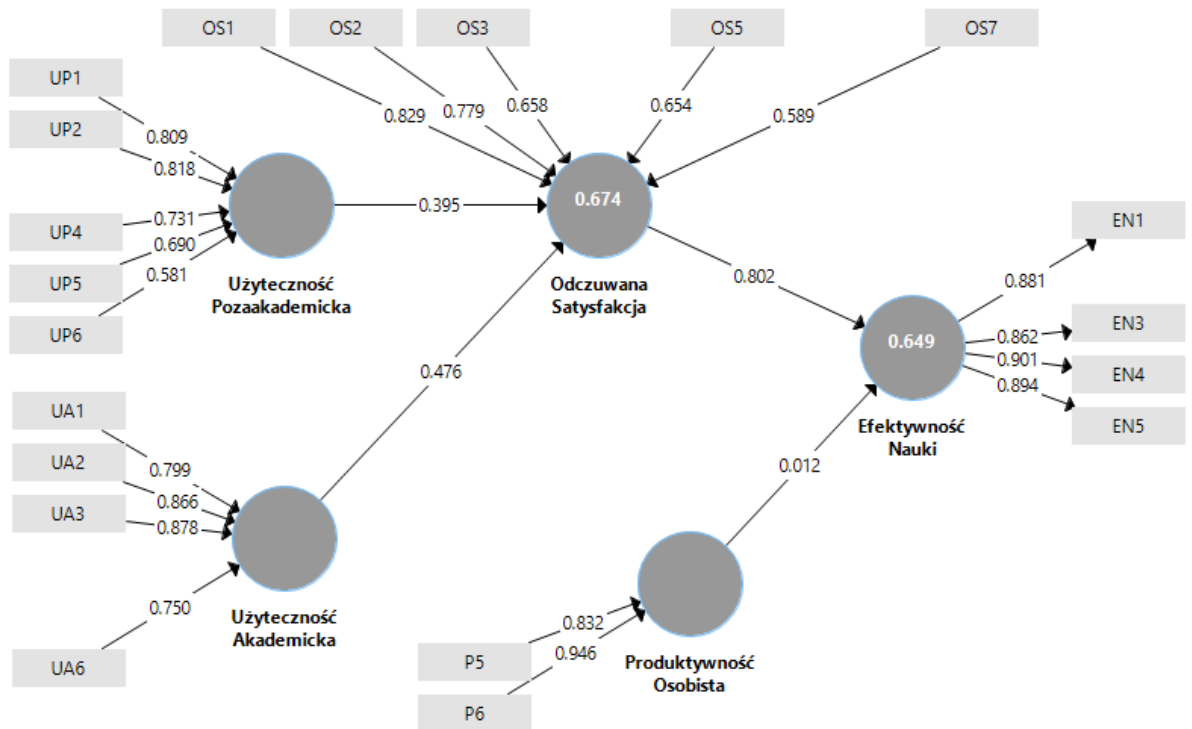 OS1
OS2
OS3
OS5
OS7
UP1
UP2
UP4
UP5
UP6
0.809
0.818
0.731
0.690
0.581
0.829
0.779
0.658
0.654
0.589
0.395
0.674
Użyteczność
Pozaakademicka
Odczuwana
Satysfakcja
0.802
0.476
UA1
UA2
UA3
UA6
0.799
0.866
0.878
0.750
Użyteczność
Akademicka
0.649
Efektywność
Nauki
EN1
EN3
EN4
EN5
0.881
0.862
0.901
0.894
0.012
P5
P6
0.832
0.946
Produktywność
Osobista